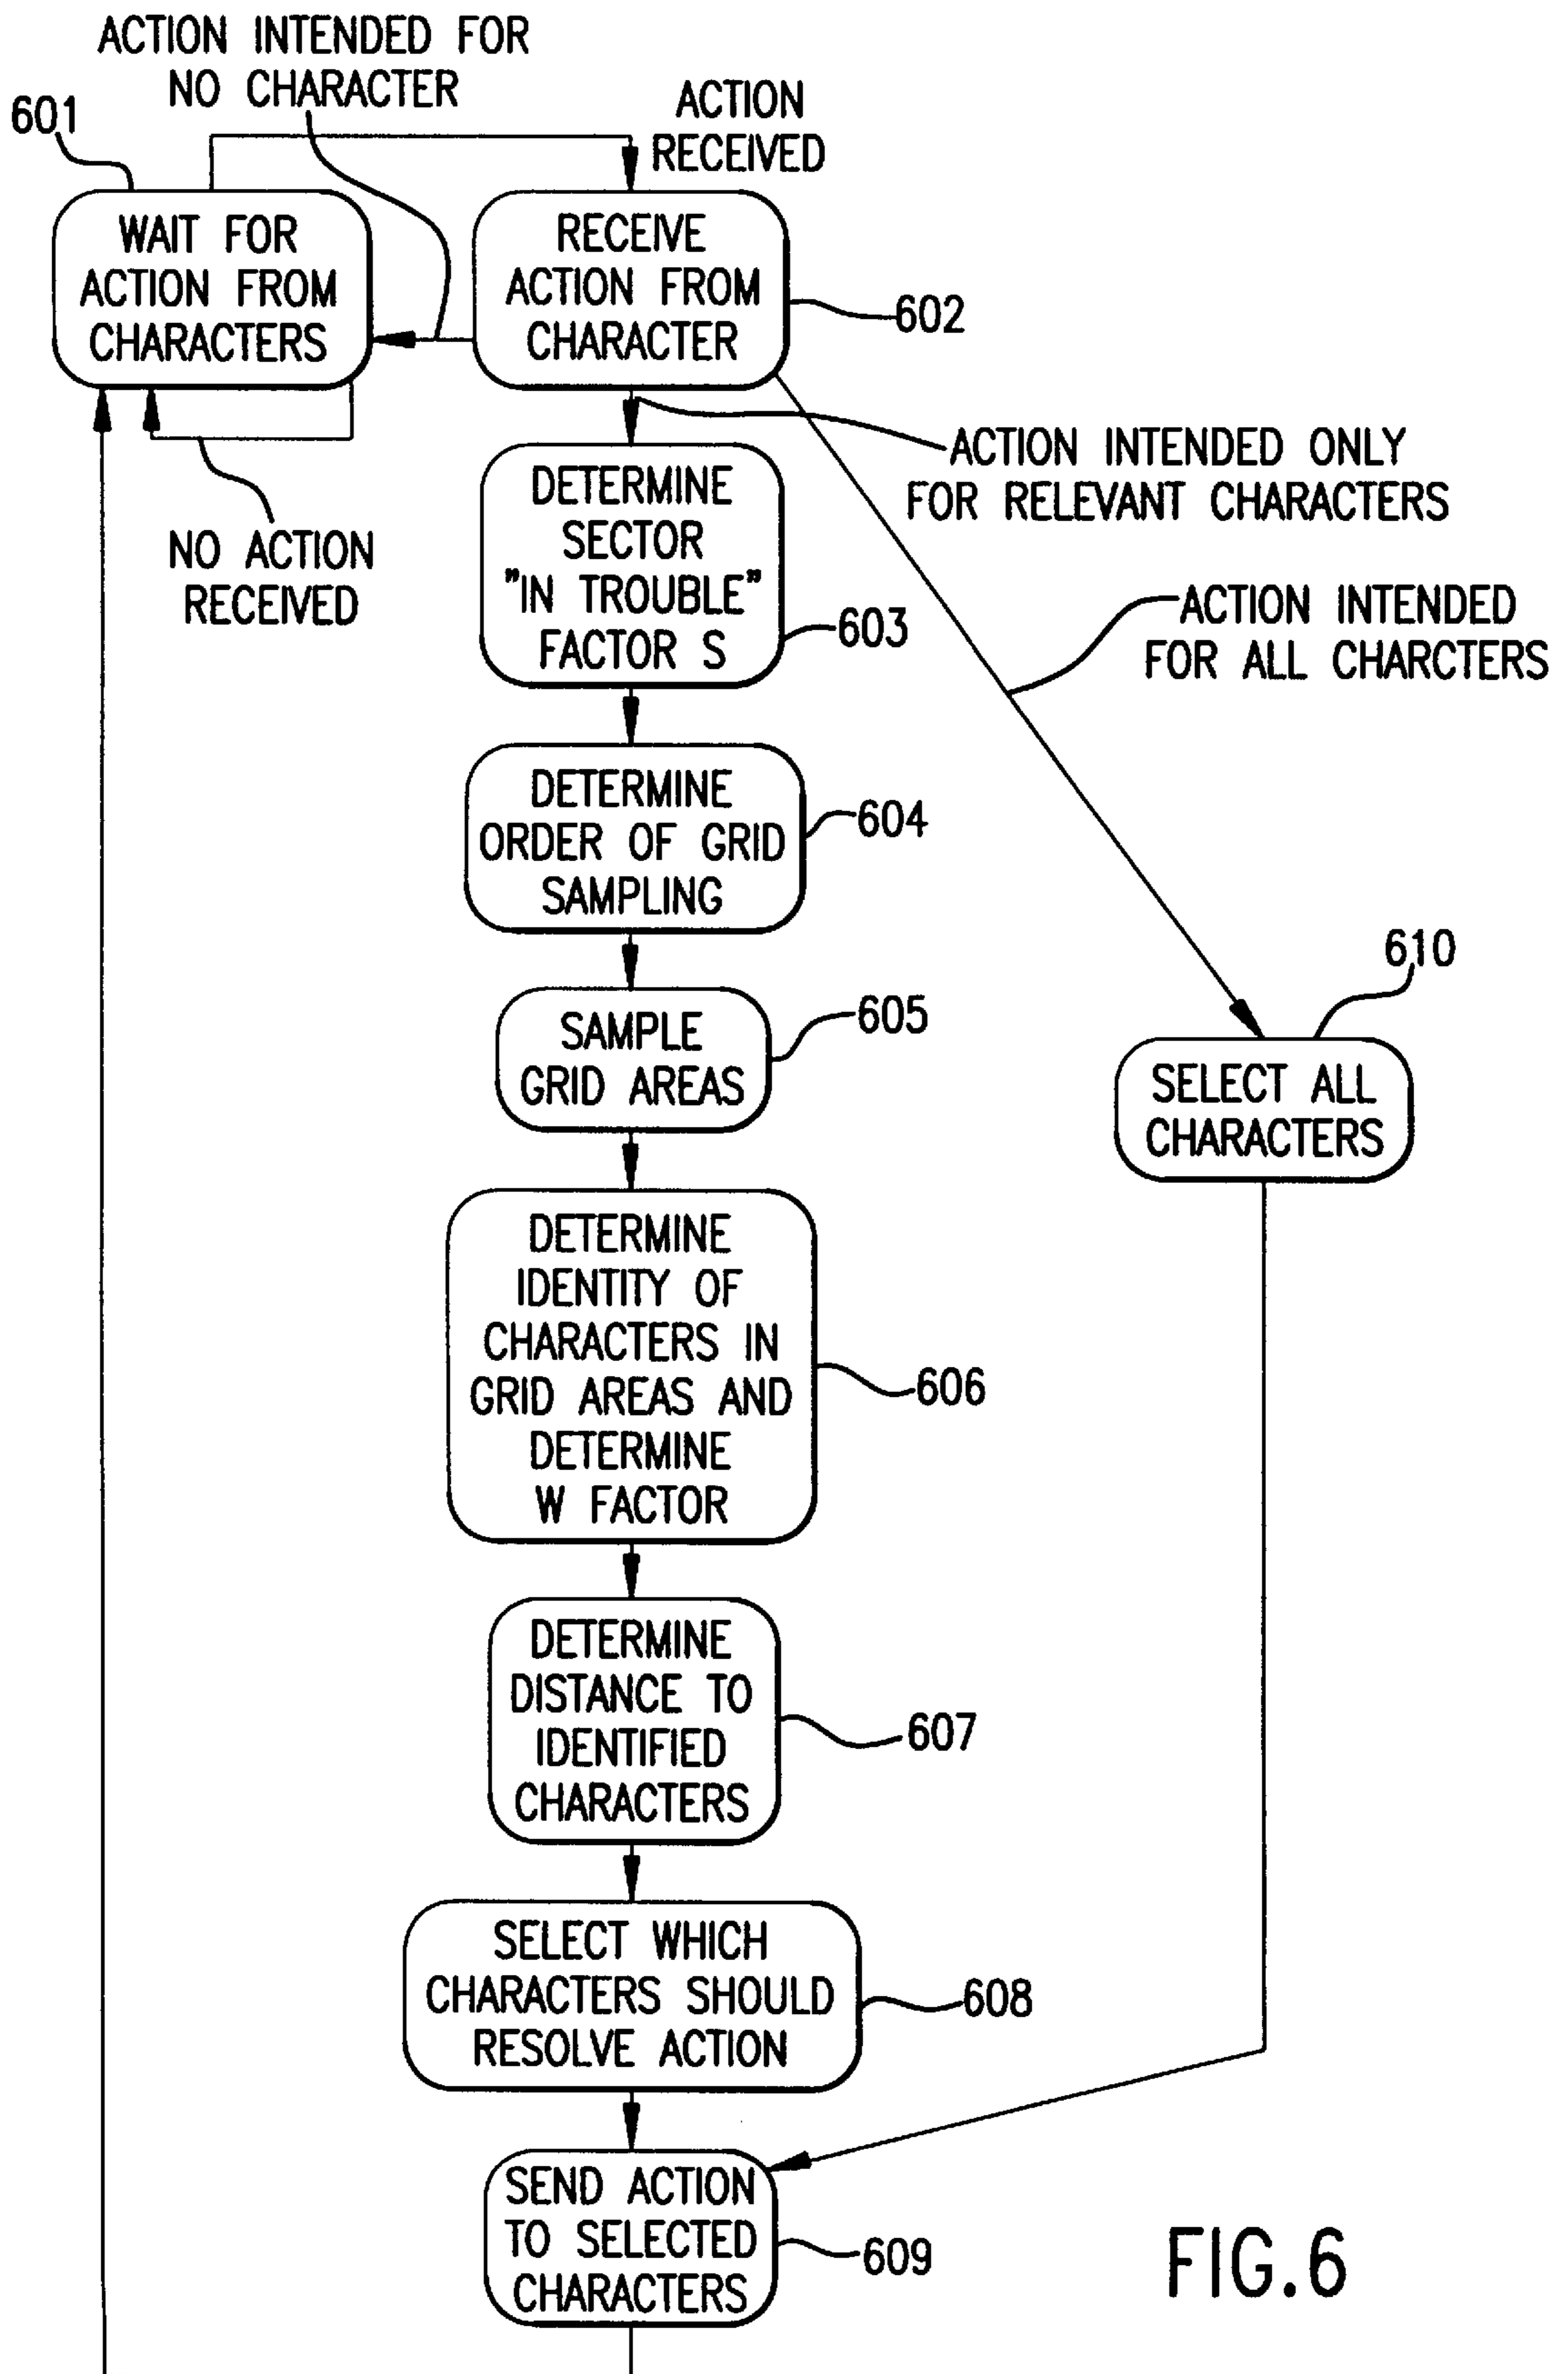 ACTION INTENDED FOR
NO CHARACTER
601
ACTION
RECEIVED
WAIT FOR
ACTION FROM
CHARACTERS
RECEIVE
ACTION FROM
CHARACTER
602
NO ACTION
RECEIVED
ACTION INTENDED ONLY
FOR RELEVANT CHARACTERS
DETERMINE
SECTOR
"IN TROUBLE"
FACTOR S
603
ACTION INTENDED
FOR ALL CHARCTERS
DETERMINE
ORDER OF GRID
SAMPLING
604
SAMPLE
GRID AREAS
605
610
SELECT ALL
CHARACTERS
DETERMINE
IDENTITY OF
CHARACTERS IN
GRID AREAS AND
DETERMINE
W FACTOR
606
DETERMINE
DISTANCE TO
IDENTIFIED
CHARACTERS
607
SELECT WHICH
CHARACTERS SHOULD
RESOLVE ACTION
608
SEND ACTION
TO SELECTED
CHARACTERS
609
FIG.6